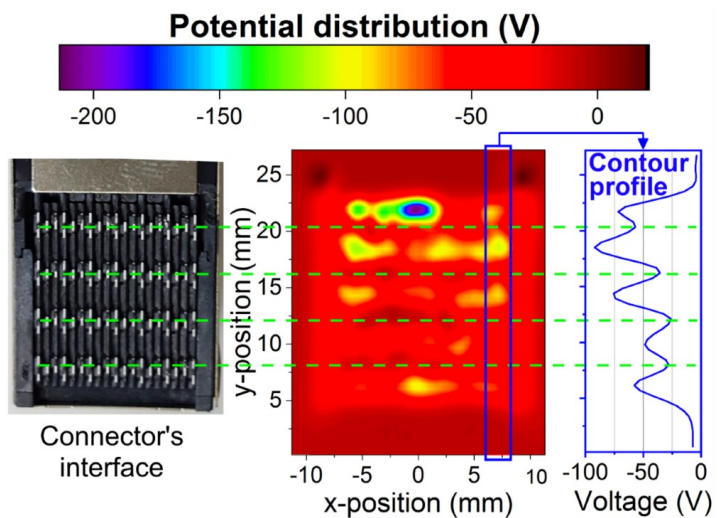 Potential distribution (V)
-200 -150 -100 -50 0
Contour
profile
25
20
15
10
5
y-position (mm)
-10 -5 0 5 10
x-position (mm)
-100 -50 0
Voltage (V)
Connector's
interface